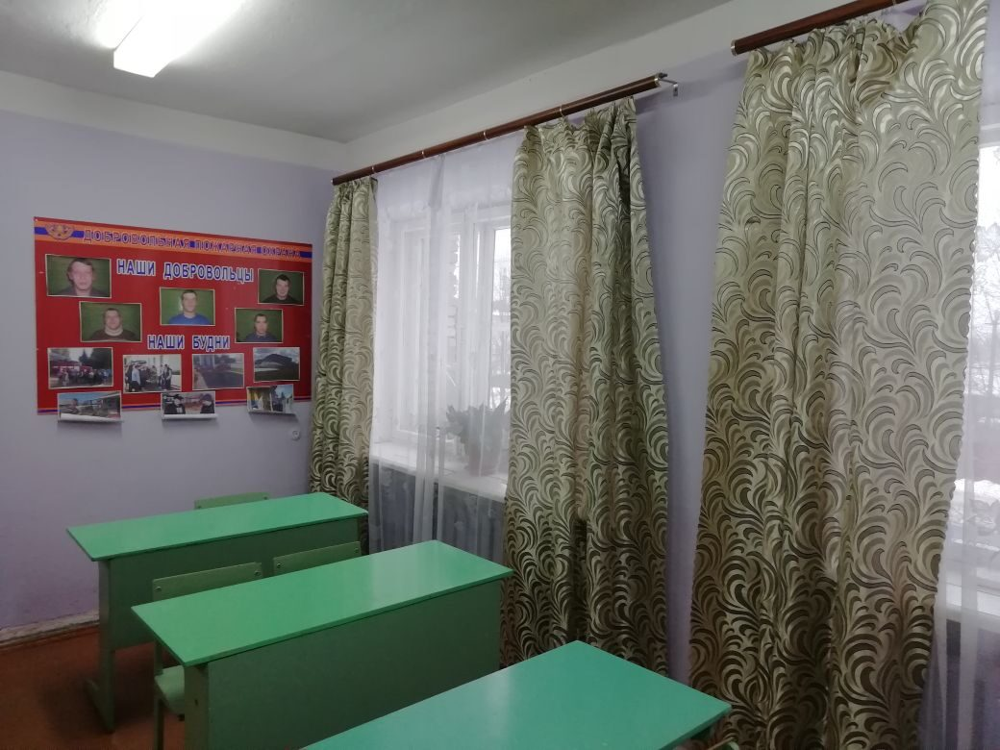 ДОБРОВОЛЬНАЯ ПОЖАРНАЯ ОХРАНА
НАШИ ДОБРОВОЛЬЦЫ
НАШИ БУДНИ